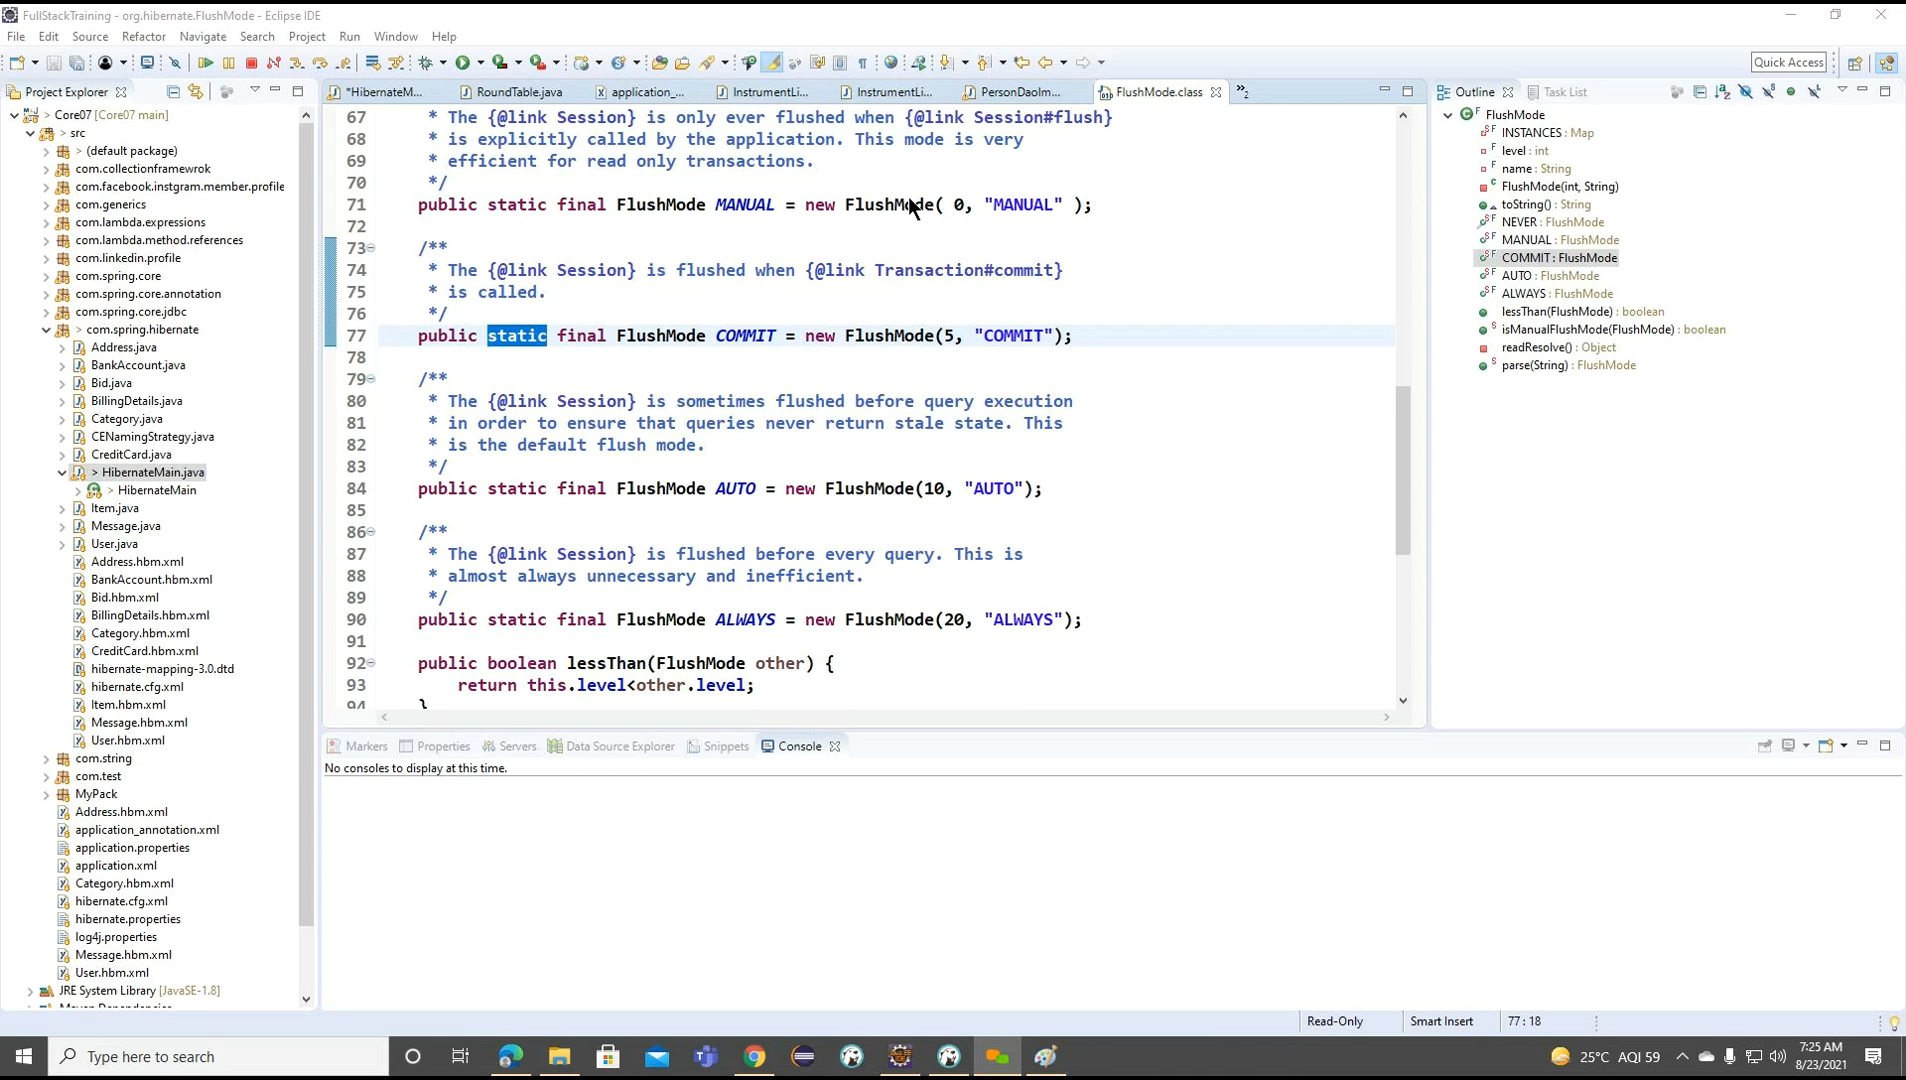 FullStackTraining - org.hibernate.FlushMode - Eclipse IDE
File Edit Source Refactor Navigate Search Project Run Window Help
Quick Access
Project Explorer
Core07 [Core07 main]
> src
> (default package)
com.collectionframewrok
com.facebook.instgram.member.profile
com.generics
com.lambda.expressions
com.lambda.method.references
com.linkedin.profile
com.spring.core
com.spring.core.annotation
com.spring.core.jdbc
> com.spring.hibernate
Address.java
BankAccount.java
Bid.java
BillingDetails.java
Category.java
CENamingStrategy.java
CreditCard.java
> HibernateMain.java
> HibernateMain
Item.java
Message.java
User.java
Address.hbm.xml
BankAccount.hbm.xml
Bid.hbm.xml
BillingDetails.hbm.xml
Category.hbm.xml
CreditCard.hbm.xml
hibernate-mapping-3.0.dtd
hibernate.cfg.xml
Item.hbm.xml
Message.hbm.xml
User.hbm.xml
com.string
com.test
MyPack
Address.hbm.xml
application_annotation.xml
application.properties
application.xml
Category.hbm.xml
hibernate.cfg.xml
hibernate.properties
log4j.properties
Message.hbm.xml
User.hbm.xml
JRE System Library [JavaSE-1.8]
*HibernateM... RoundTable.java application_... InstrumentLi... InstrumentLi... PersonDaoIm... FlushMode.class
67 * The {@link Session} is only ever flushed when {@link Session#flush}
68 * is explicitly called by the application. This mode is very
69 * efficient for read only transactions.
70 */
71 public static final FlushMode MANUAL = new FlushMode( 0, "MANUAL" );
72
73 /**
74 * The {@link Session} is flushed when {@link Transaction#commit}
75 * is called.
76 */
77 public static final FlushMode COMMIT = new FlushMode(5, "COMMIT");
78
79 /**
80 * The {@link Session} is sometimes flushed before query execution
81 * in order to ensure that queries never return stale state. This
82 * is the default flush mode.
83 */
84 public static final FlushMode AUTO = new FlushMode(10, "AUTO");
85
86 /**
87 * The {@link Session} is flushed before every query. This is
88 * almost always unnecessary and inefficient.
89 */
90 public static final FlushMode ALWAYS = new FlushMode(20, "ALWAYS");
91
92 public boolean lessThan(FlushMode other) {
93 return this.level<other.level;
94 }
Outline Task List
FlushMode
INSTANCES : Map
level : int
name : String
FlushMode(int, String)
toString() : String
NEVER : FlushMode
MANUAL : FlushMode
COMMIT : FlushMode
AUTO : FlushMode
ALWAYS : FlushMode
lessThan(FlushMode) : boolean
isManualFlushMode(FlushMode) : boolean
readResolve() : Object
parse(String) : FlushMode
Markers Properties Servers Data Source Explorer Snippets Console
No consoles to display at this time.
Read-Only Smart Insert 77 : 18
Type here to search
25°C AQI 59
7:25 AM
8/23/2021